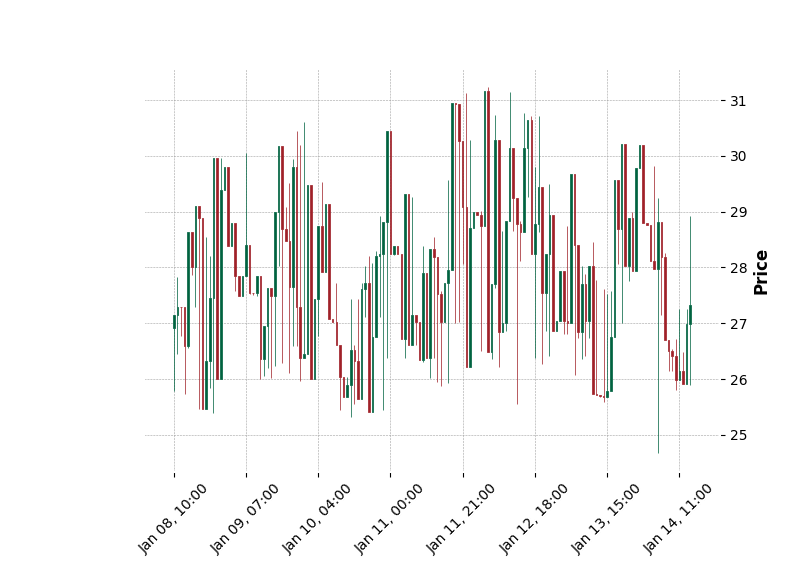 31
30
29
28
27
26
25
Price
Jan 08, 10:00
Jan 09, 07:00
Jan 10, 04:00
Jan 11, 00:00
Jan 11, 21:00
Jan 12, 18:00
Jan 13, 15:00
Jan 14, 11:00